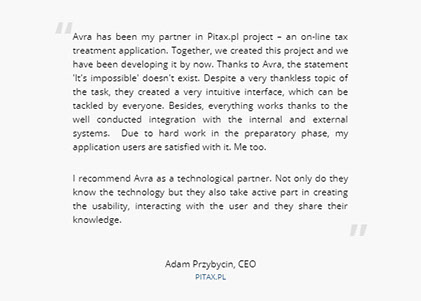 "
Avra has been my partner in Pitax.pl project – an on-line tax
treatment application. Together, we created this project and we
have been developing it by now. Thanks to Avra, the statement
'It's impossible' doesn't exist. Despite a very thankless topic of
the task, they created a very intuitive interface, which can be
tackled by everyone. Besides, everything works thanks to the
well conducted integration with the internal and external
systems. Due to hard work in the preparatory phase, my
application users are satisfied with it. Me too.
I recommend Avra as a technological partner. Not only do they
know the technology but they also take active part in creating
the usability, interacting with the user and they share their
knowledge.
"
Adam Przybycin, CEO
PITAX.PL